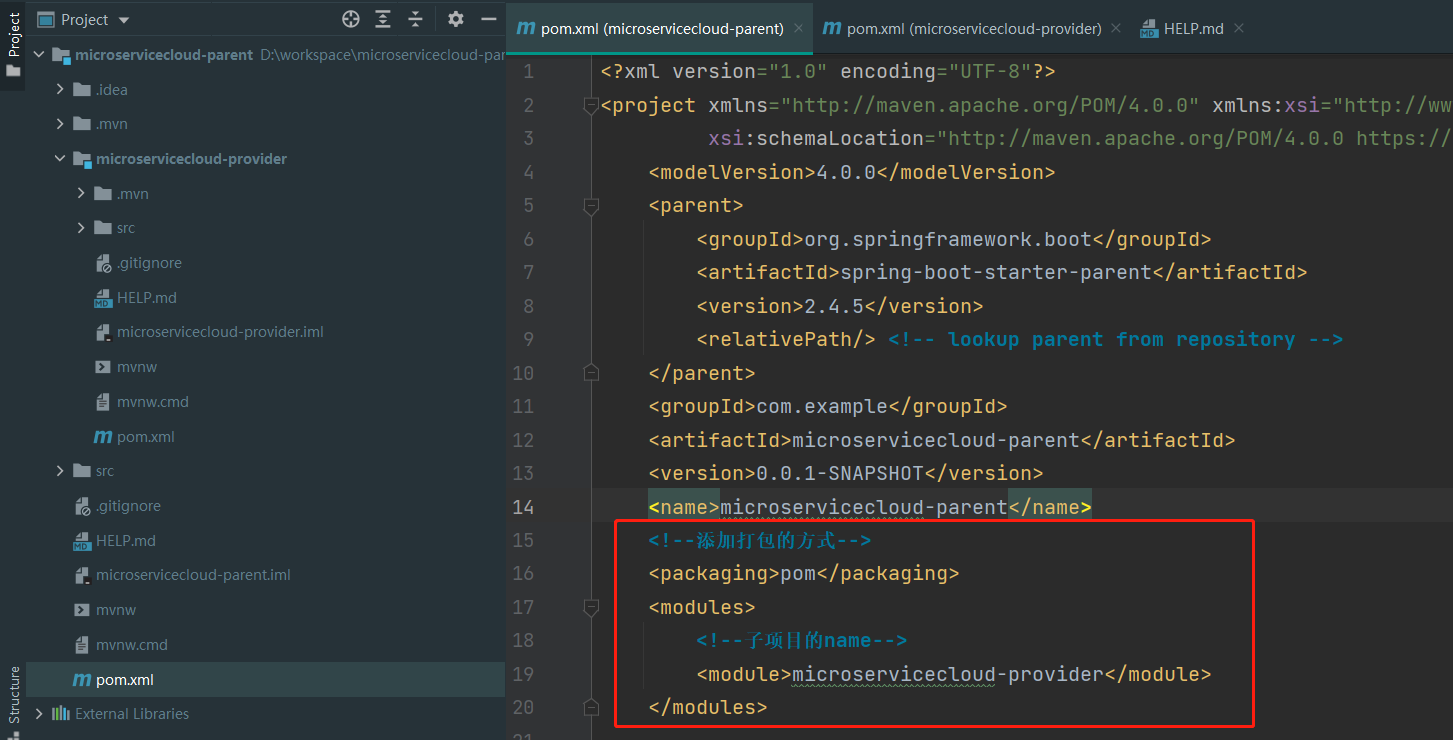 Project
Project
microservicecloud-parent D:\workspace\microservicecloud-par
.idea
.mvn
microservicecloud-provider
.mvn
src
.gitignore
HELP.md
microservicecloud-provider.iml
mvnw
mvnw.cmd
pom.xml
src
.gitignore
HELP.md
microservicecloud-parent.iml
mvnw
mvnw.cmd
pom.xml
External Libraries
Structure
pom.xml (microservicecloud-parent)
pom.xml (microservicecloud-provider)
HELP.md
1 <?xml version="1.0" encoding="UTF-8"?>
2 <project xmlns="http://maven.apache.org/POM/4.0.0" xmlns:xsi="http://ww
3 xsi:schemaLocation="http://maven.apache.org/POM/4.0.0 https://
4 <modelVersion>4.0.0</modelVersion>
5 <parent>
6 <groupId>org.springframework.boot</groupId>
7 <artifactId>spring-boot-starter-parent</artifactId>
8 <version>2.4.5</version>
9 <relativePath/> <!-- lookup parent from repository -->
10 </parent>
11 <groupId>com.example</groupId>
12 <artifactId>microservicecloud-parent</artifactId>
13 <version>0.0.1-SNAPSHOT</version>
14 <name>microservicecloud-parent</name>
15 <!--添加打包的方式-->
16 <packaging>pom</packaging>
17 <modules>
18 <!--子项目的name-->
19 <module>microservicecloud-provider</module>
20 </modules>
21